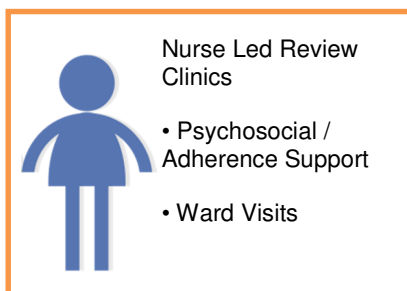 Nurse Led Review
Clinics
• Psychosocial /
Adherence Support
• Ward Visits